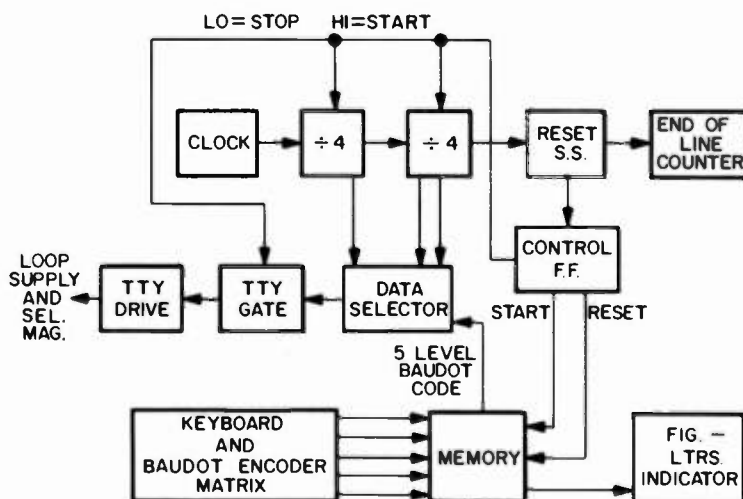 LO=STOP HI=START
CLOCK
÷4
÷4
RESET
S.S.
END OF
LINE
COUNTER
LOOP
SUPPLY
AND
SEL.
MAG.
TTY
DRIVE
TTY
GATE
DATA
SELECTOR
CONTROL
F.F.
START
RESET
5 LEVEL
BAUDOT
CODE
KEYBOARD
AND
BAUDOT ENCODER
MATRIX
MEMORY
FIG. –
LTRS.
INDICATOR